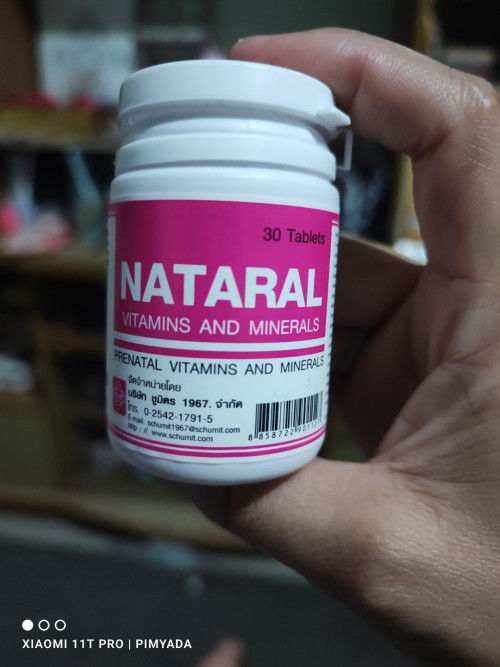 30 Tablets
NATARAL
VITAMINS AND MINERALS
PRENATAL VITAMINS AND MINERALS
จัดจำหน่ายโดย
บริษัท ชูมิตร 1967. จำกัด
โทร. 0-2542-1791-5
E-mail: schumit1967@schumit.com
http : // www.schumit.com
XIAOMI 11T PRO | PIMYADA